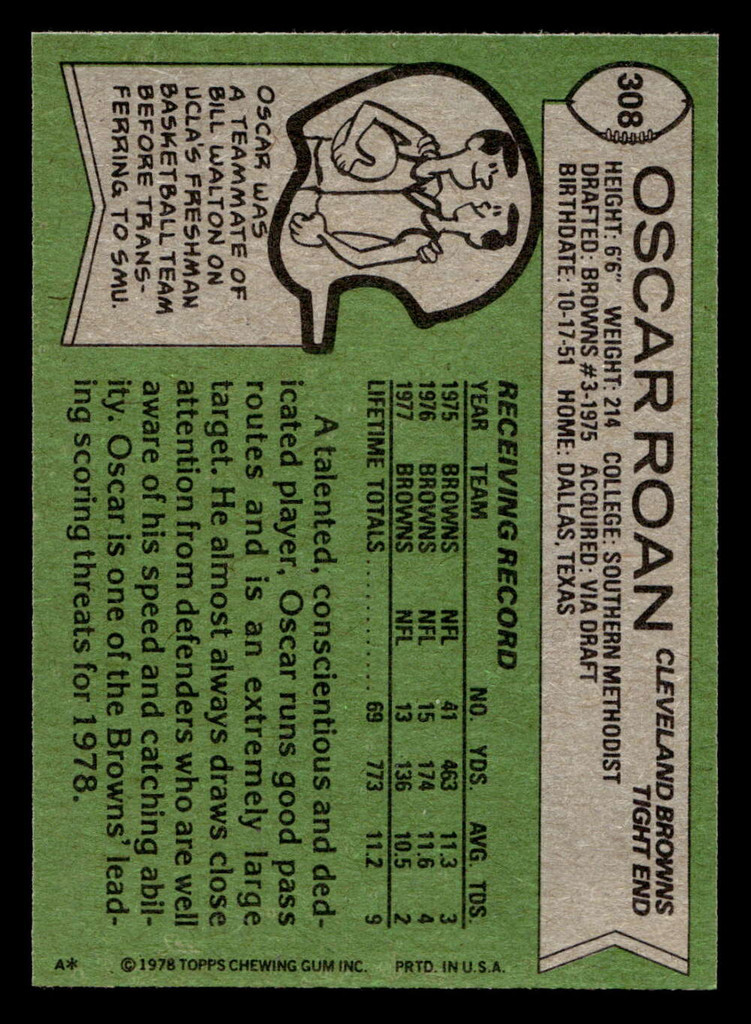 308
OSCAR ROAN CLEVELAND BROWNS
TIGHT END
HEIGHT: 6'6" WEIGHT: 214 COLLEGE: SOUTHERN METHODIST
DRAFTED: BROWNS #3-1975 ACQUIRED: VIA DRAFT
BIRTHDATE: 10-17-51 HOME: DALLAS, TEXAS
OSCAR WAS
A TEAMMATE OF
BILL WALTON ON
UCLA'S FRESHMAN
BASKETBALL TEAM
BEFORE TRANS-
FERRING TO SMU.
RECEIVING RECORD
YEAR TEAM NO. YDS. AVG. TDS.
1975 BROWNS NFL 41 463 11.3 3
1976 BROWNS NFL 15 174 11.6 4
1977 BROWNS NFL 13 136 10.5 2
LIFETIME TOTALS............ 69 773 11.2 9
A talented, conscientious and ded-
icated player, Oscar runs good pass
routes and is an extremely large
target. He almost always draws close
attention from defenders who are well
aware of his speed and catching abil-
ity. Oscar is one of the Browns' lead-
ing scoring threats for 1978.
A* © 1978 TOPPS CHEWING GUM INC. PRTD. IN U.S.A.